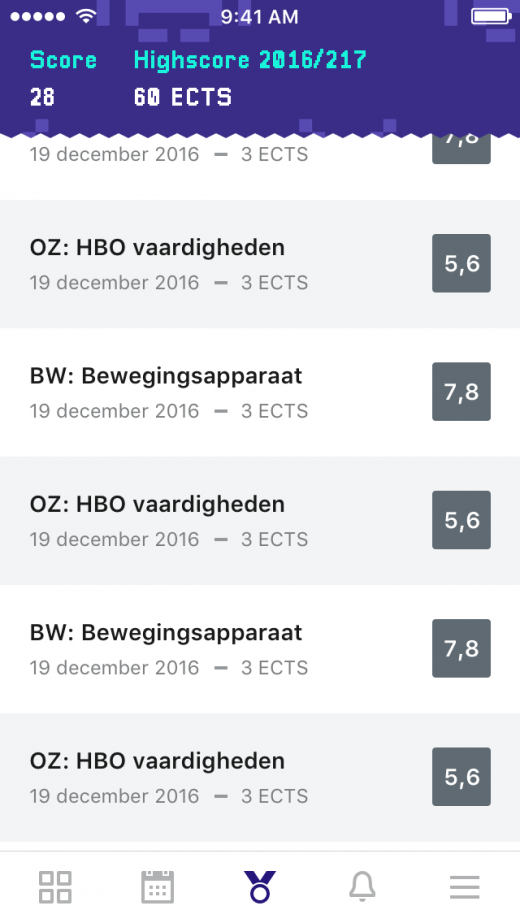 9:41 AM
Score Highscore 2016/217
28 60 ECTS
7,8
19 december 2016 — 3 ECTS
OZ: HBO vaardigheden
5,6
19 december 2016 — 3 ECTS
BW: Bewegingsapparaat
7,8
19 december 2016 — 3 ECTS
OZ: HBO vaardigheden
5,6
19 december 2016 — 3 ECTS
BW: Bewegingsapparaat
7,8
19 december 2016 — 3 ECTS
OZ: HBO vaardigheden
5,6
19 december 2016 — 3 ECTS